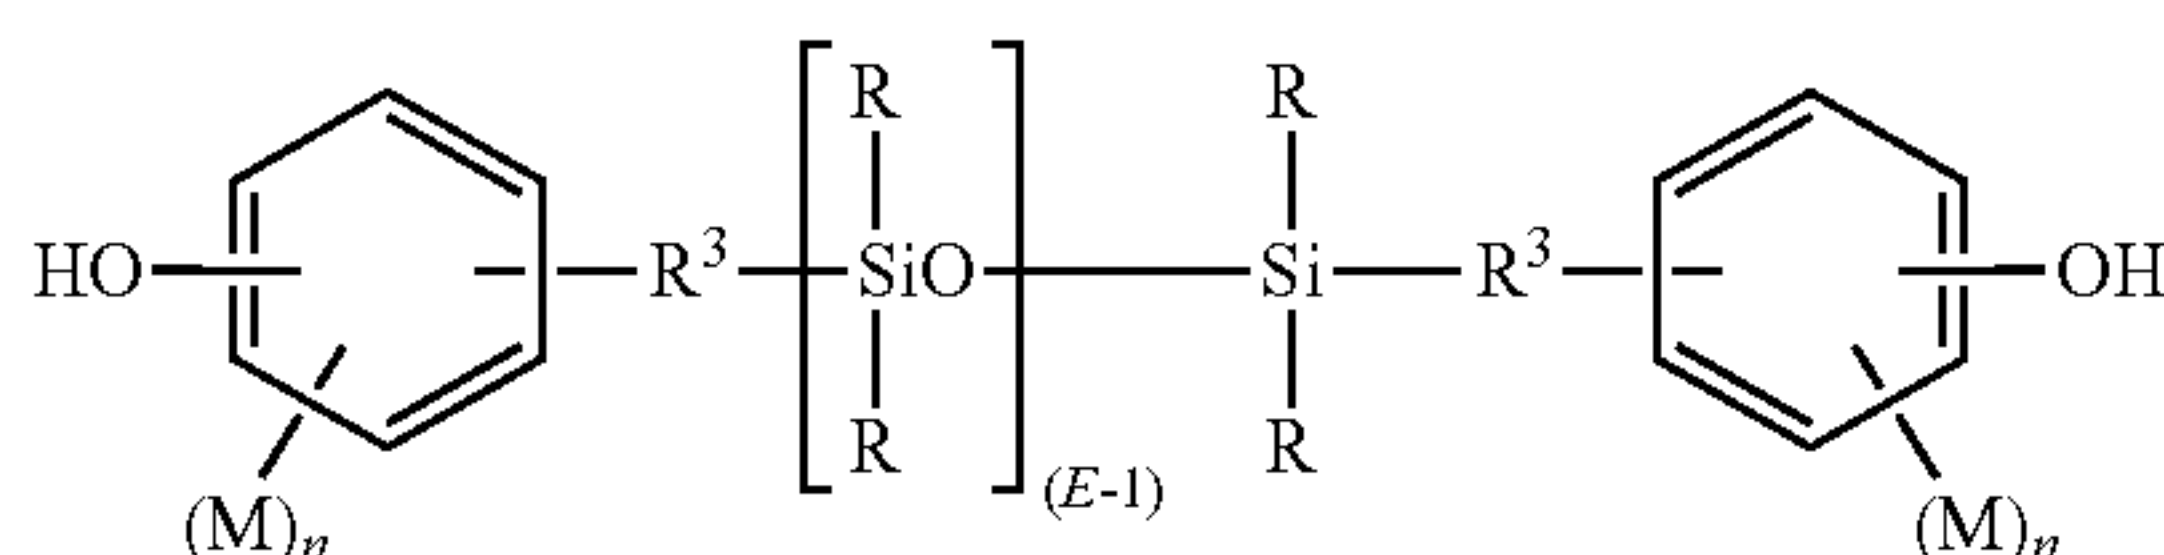 R R
HO R³ SiO Si R³ OH
R R
(E-1)
(M)n (M)n